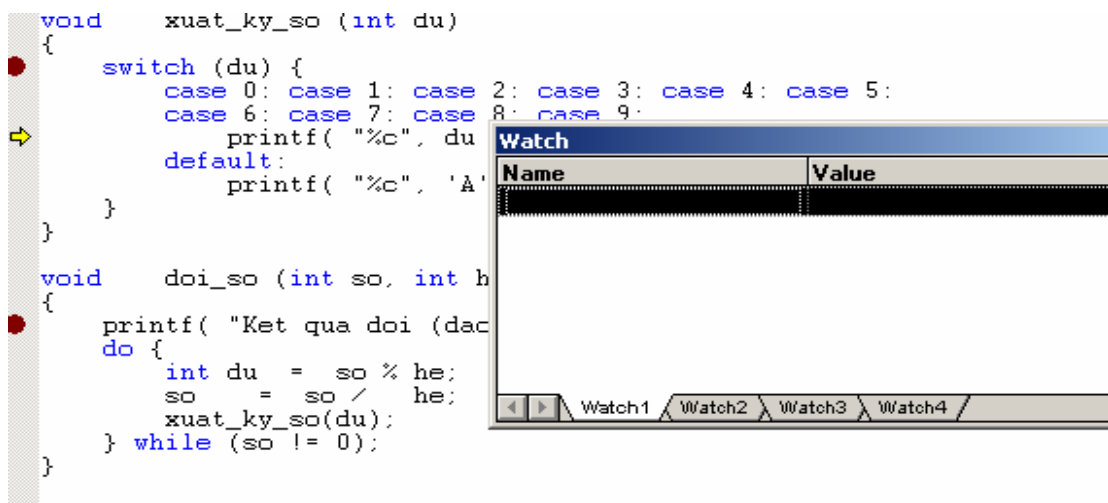 void xuat_ky_so (int du)
{
switch (du) {
case 0: case 1: case 2: case 3: case 4: case 5:
case 6: case 7: case 8: case 9:
printf( "%c", du
default:
printf( "%c", 'A'
}
}
void doi_so (int so, int h
{
printf( "Ket qua doi (dao
do {
int du = so % he;
so = so / he;
xuat_ky_so(du);
} while (so != 0);
}
Watch
Name Value
Watch1 Watch2 Watch3 Watch4